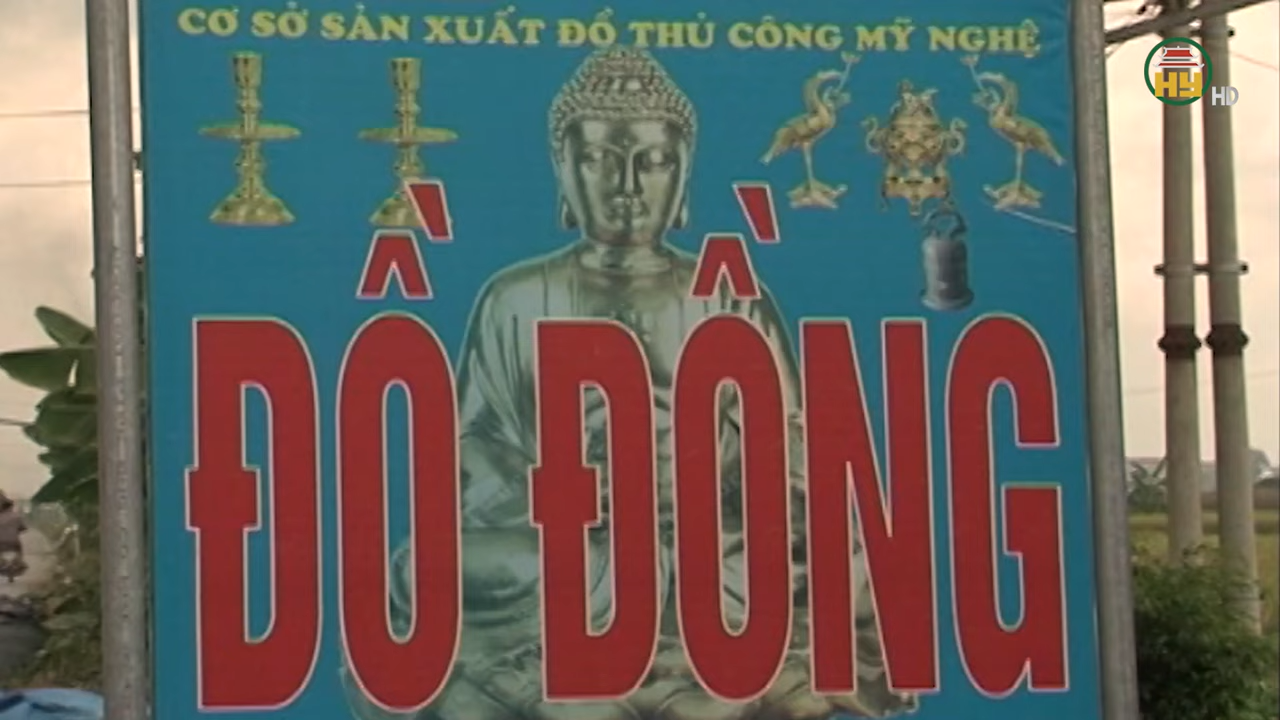 CƠ SỞ SẢN XUẤT ĐỒ THỦ CÔNG MỸ NGHỆ
HY HD
ĐỒ ĐỒNG